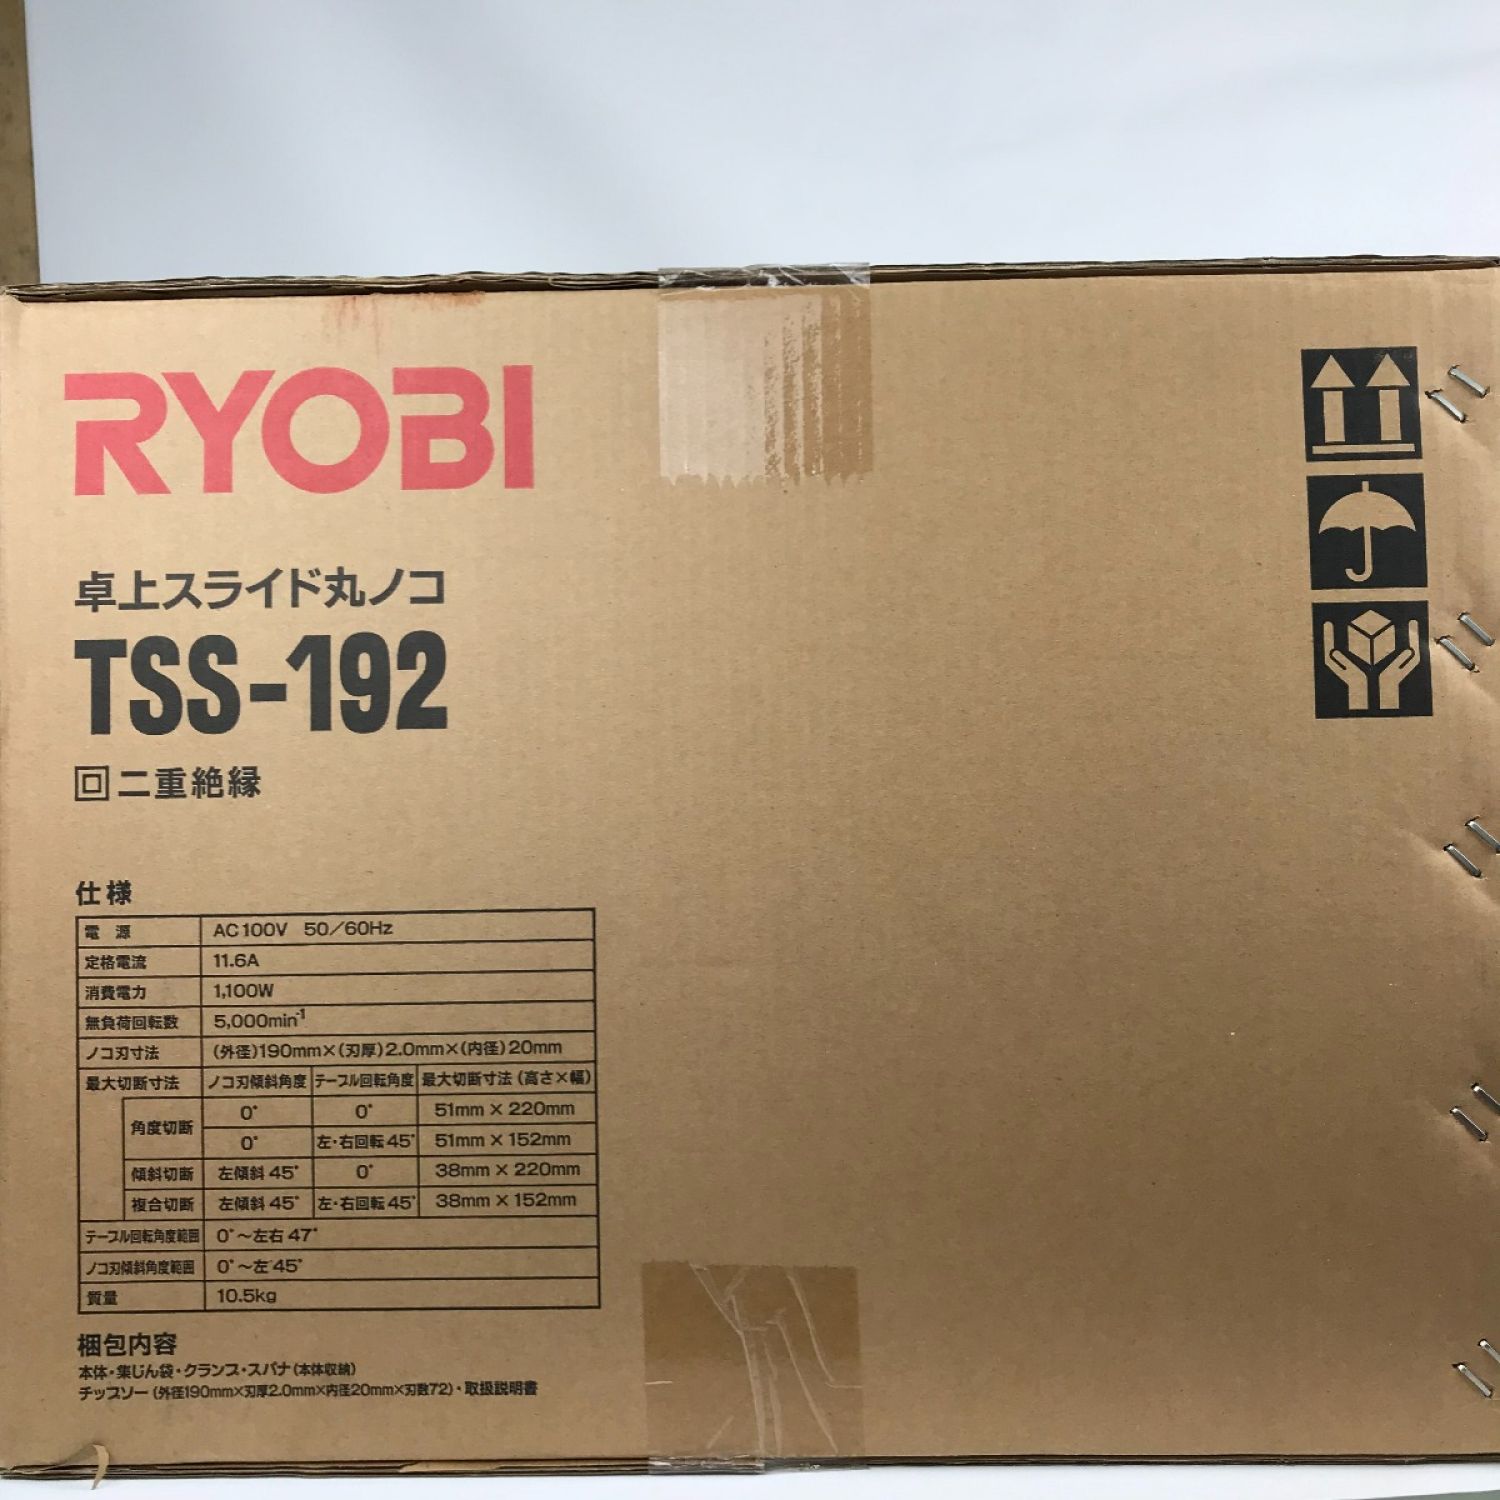 RYOBI
卓上スライド丸ノコ
TSS-192
回 二重絶縁
仕様
電 源 AC100V 50/60Hz
定格電流 11.6A
消費電力 1,100W
無負荷回転数 5,000min-1
ノコ刃寸法 (外径)190mm×(刃厚)2.0mm×(内径)20mm
最大切断寸法 ノコ刃傾斜角度 テーブル回転角度 最大切断寸法(高さ×幅)
角度切断 0° 0° 51mm × 220mm
0° 左・右回転45° 51mm × 152mm
傾斜切断 左傾斜 45° 0° 38mm × 220mm
複合切断 左傾斜 45° 左・右回転45° 38mm × 152mm
テーブル回転角度範囲 0°~左右 47°
ノコ刃傾斜角度範囲 0°~左 45°
質量 10.5kg
梱包内容
本体・集じん袋・クランプ・スパナ(本体収納)
チップソー(外径190mm×刃厚2.0mm×内径20mm×刃数72)・取扱説明書